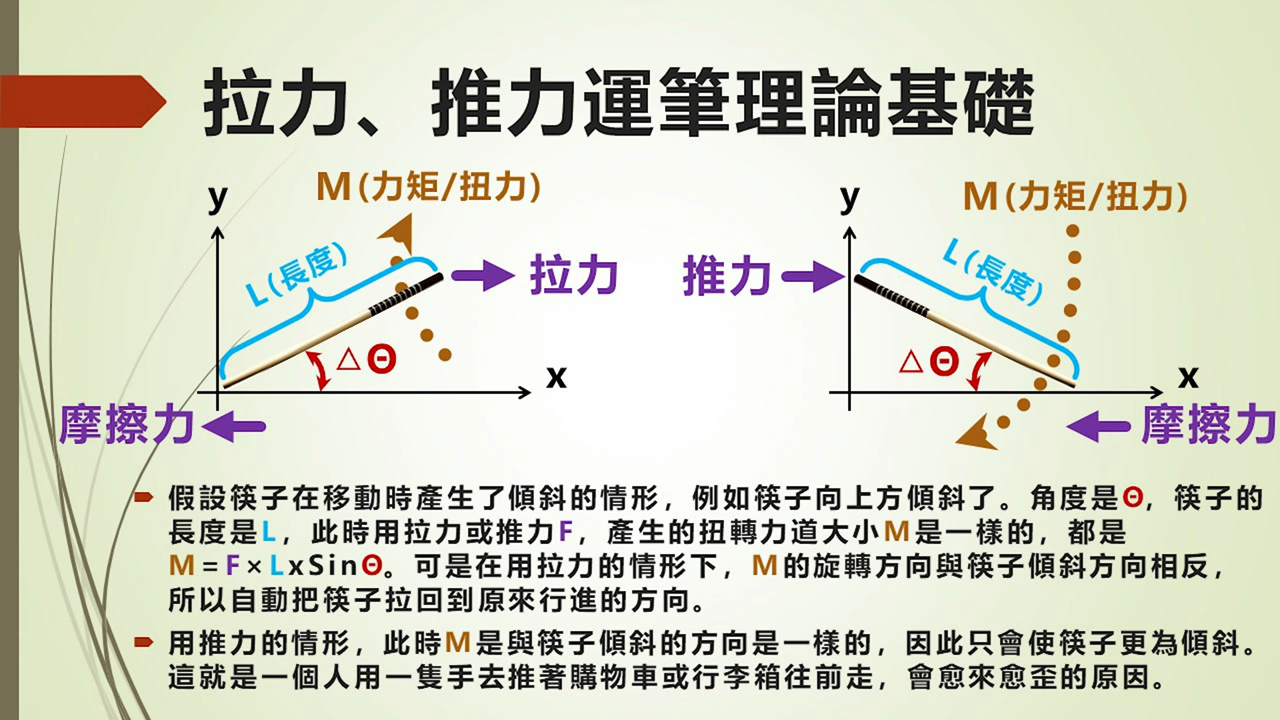 拉力、推力運筆理論基礎
y
M(力矩/扭力)
L(長度)
拉力
△Θ
x
摩擦力
y
M(力矩/扭力)
推力
L(長度)
△Θ
x
摩擦力
假設筷子在移動時產生了傾斜的情形，例如筷子向上方傾斜了。角度是Θ，筷子的
長度是L，此時用拉力或推力F，產生的扭轉力道大小M是一樣的，都是
M=F×LxSinΘ。可是在用拉力的情形下，M的旋轉方向與筷子傾斜方向相反，
所以自動把筷子拉回到原來行進的方向。
用推力的情形，此時M是與筷子傾斜的方向是一樣的，因此只會使筷子更為傾斜。
這就是一個人用一隻手去推著購物車或行李箱往前走，會愈來愈歪的原因。